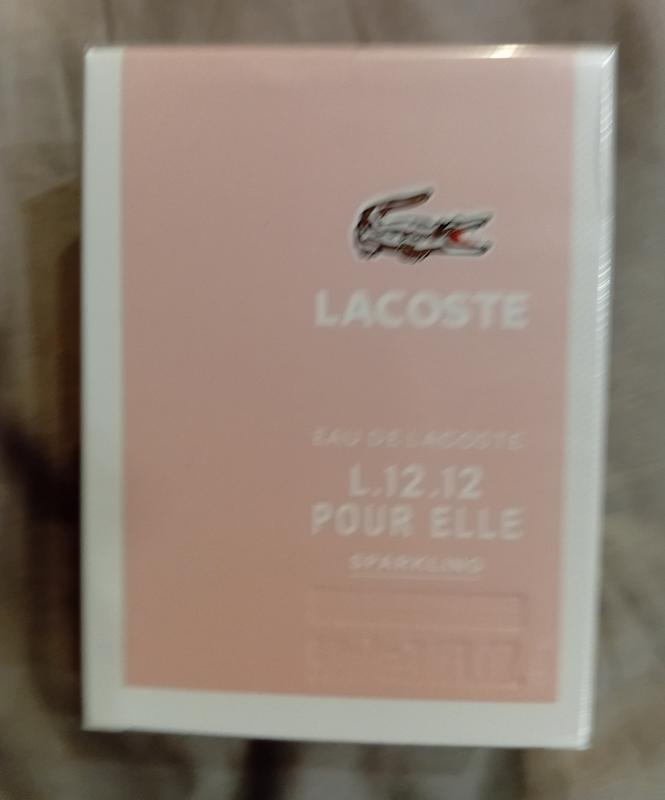 LACOSTE
EAU DE LACOSTE
L.12.12
POUR ELLE
SPARKLING